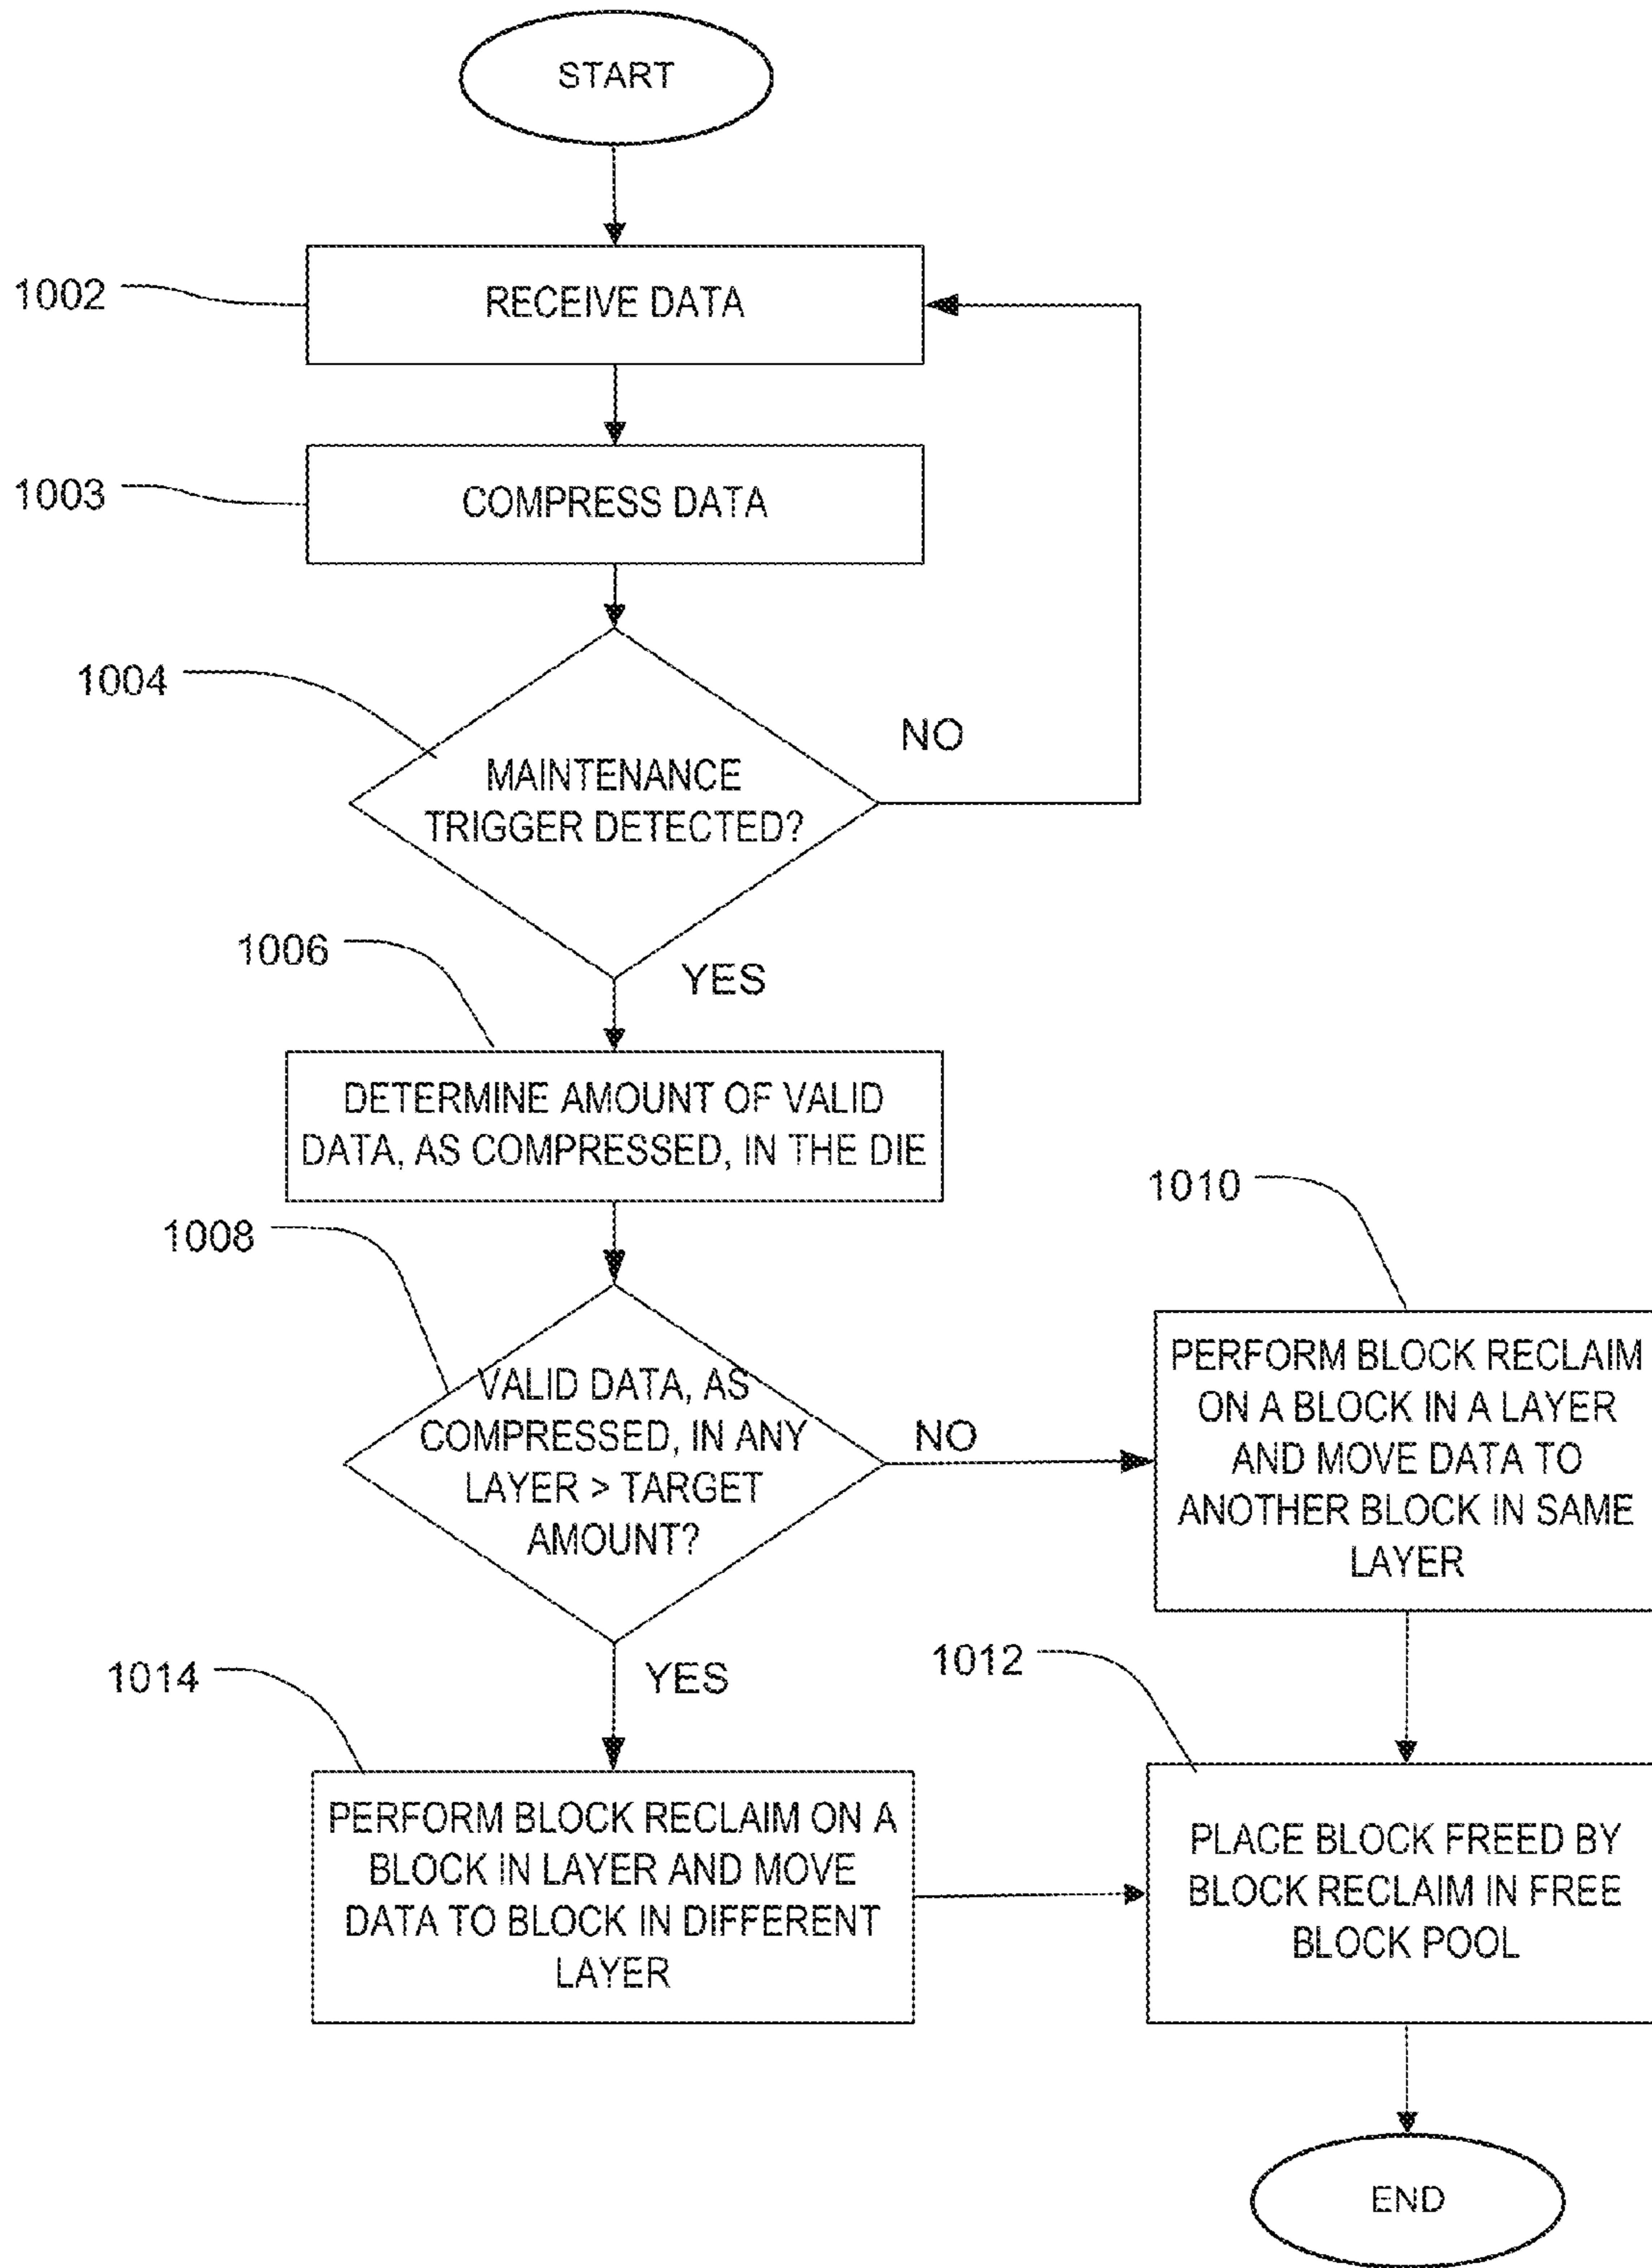 START
1002
RECEIVE DATA
1003
COMPRESS DATA
1004
MAINTENANCE
TRIGGER DETECTED?
NO
YES
1006
DETERMINE AMOUNT OF VALID
DATA, AS COMPRESSED, IN THE DIE
1008
VALID DATA, AS
COMPRESSED, IN ANY
LAYER > TARGET
AMOUNT?
NO
YES
1010
PERFORM BLOCK RECLAIM
ON A BLOCK IN A LAYER
AND MOVE DATA TO
ANOTHER BLOCK IN SAME
LAYER
1014
PERFORM BLOCK RECLAIM ON A
BLOCK IN LAYER AND MOVE
DATA TO BLOCK IN DIFFERENT
LAYER
1012
PLACE BLOCK FREED BY
BLOCK RECLAIM IN FREE
BLOCK POOL
END